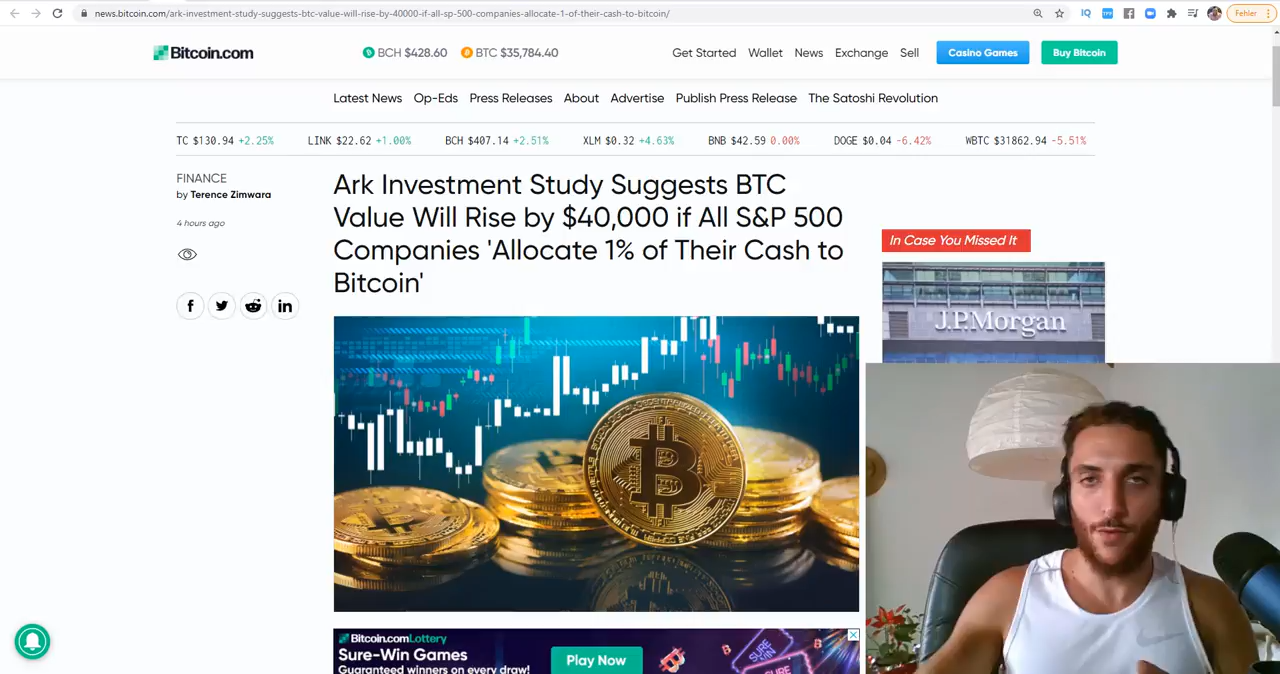 news.bitcoin.com/ark-investment-study-suggests-btc-value-will-rise-by-40000-if-all-sp-500-companies-allocate-1-of-their-cash-to-bitcoin/
IQ
Fehler
Bitcoin.com
BCH $428.60
BTC $35,784.40
Get Started
Wallet
News
Exchange
Sell
Casino Games
Buy Bitcoin
Latest News
Op-Eds
Press Releases
About
Advertise
Publish Press Release
The Satoshi Revolution
TC $130.94 +2.25%
LINK $22.62 +1.00%
BCH $407.14 +2.51%
XLM $0.32 +4.63%
BNB $42.59 0.00%
DOGE $0.04 -6.42%
WBTC $31862.94 -5.51%
FINANCE
by Terence Zimwara
4 hours ago
Ark Investment Study Suggests BTC
Value Will Rise by $40,000 if All S&P 500
Companies 'Allocate 1% of Their Cash to
Bitcoin'
In Case You Missed It
J.P.Morgan
Bitcoin.com Lottery
Sure-Win Games
Guaranteed winners on every draw!
Play Now